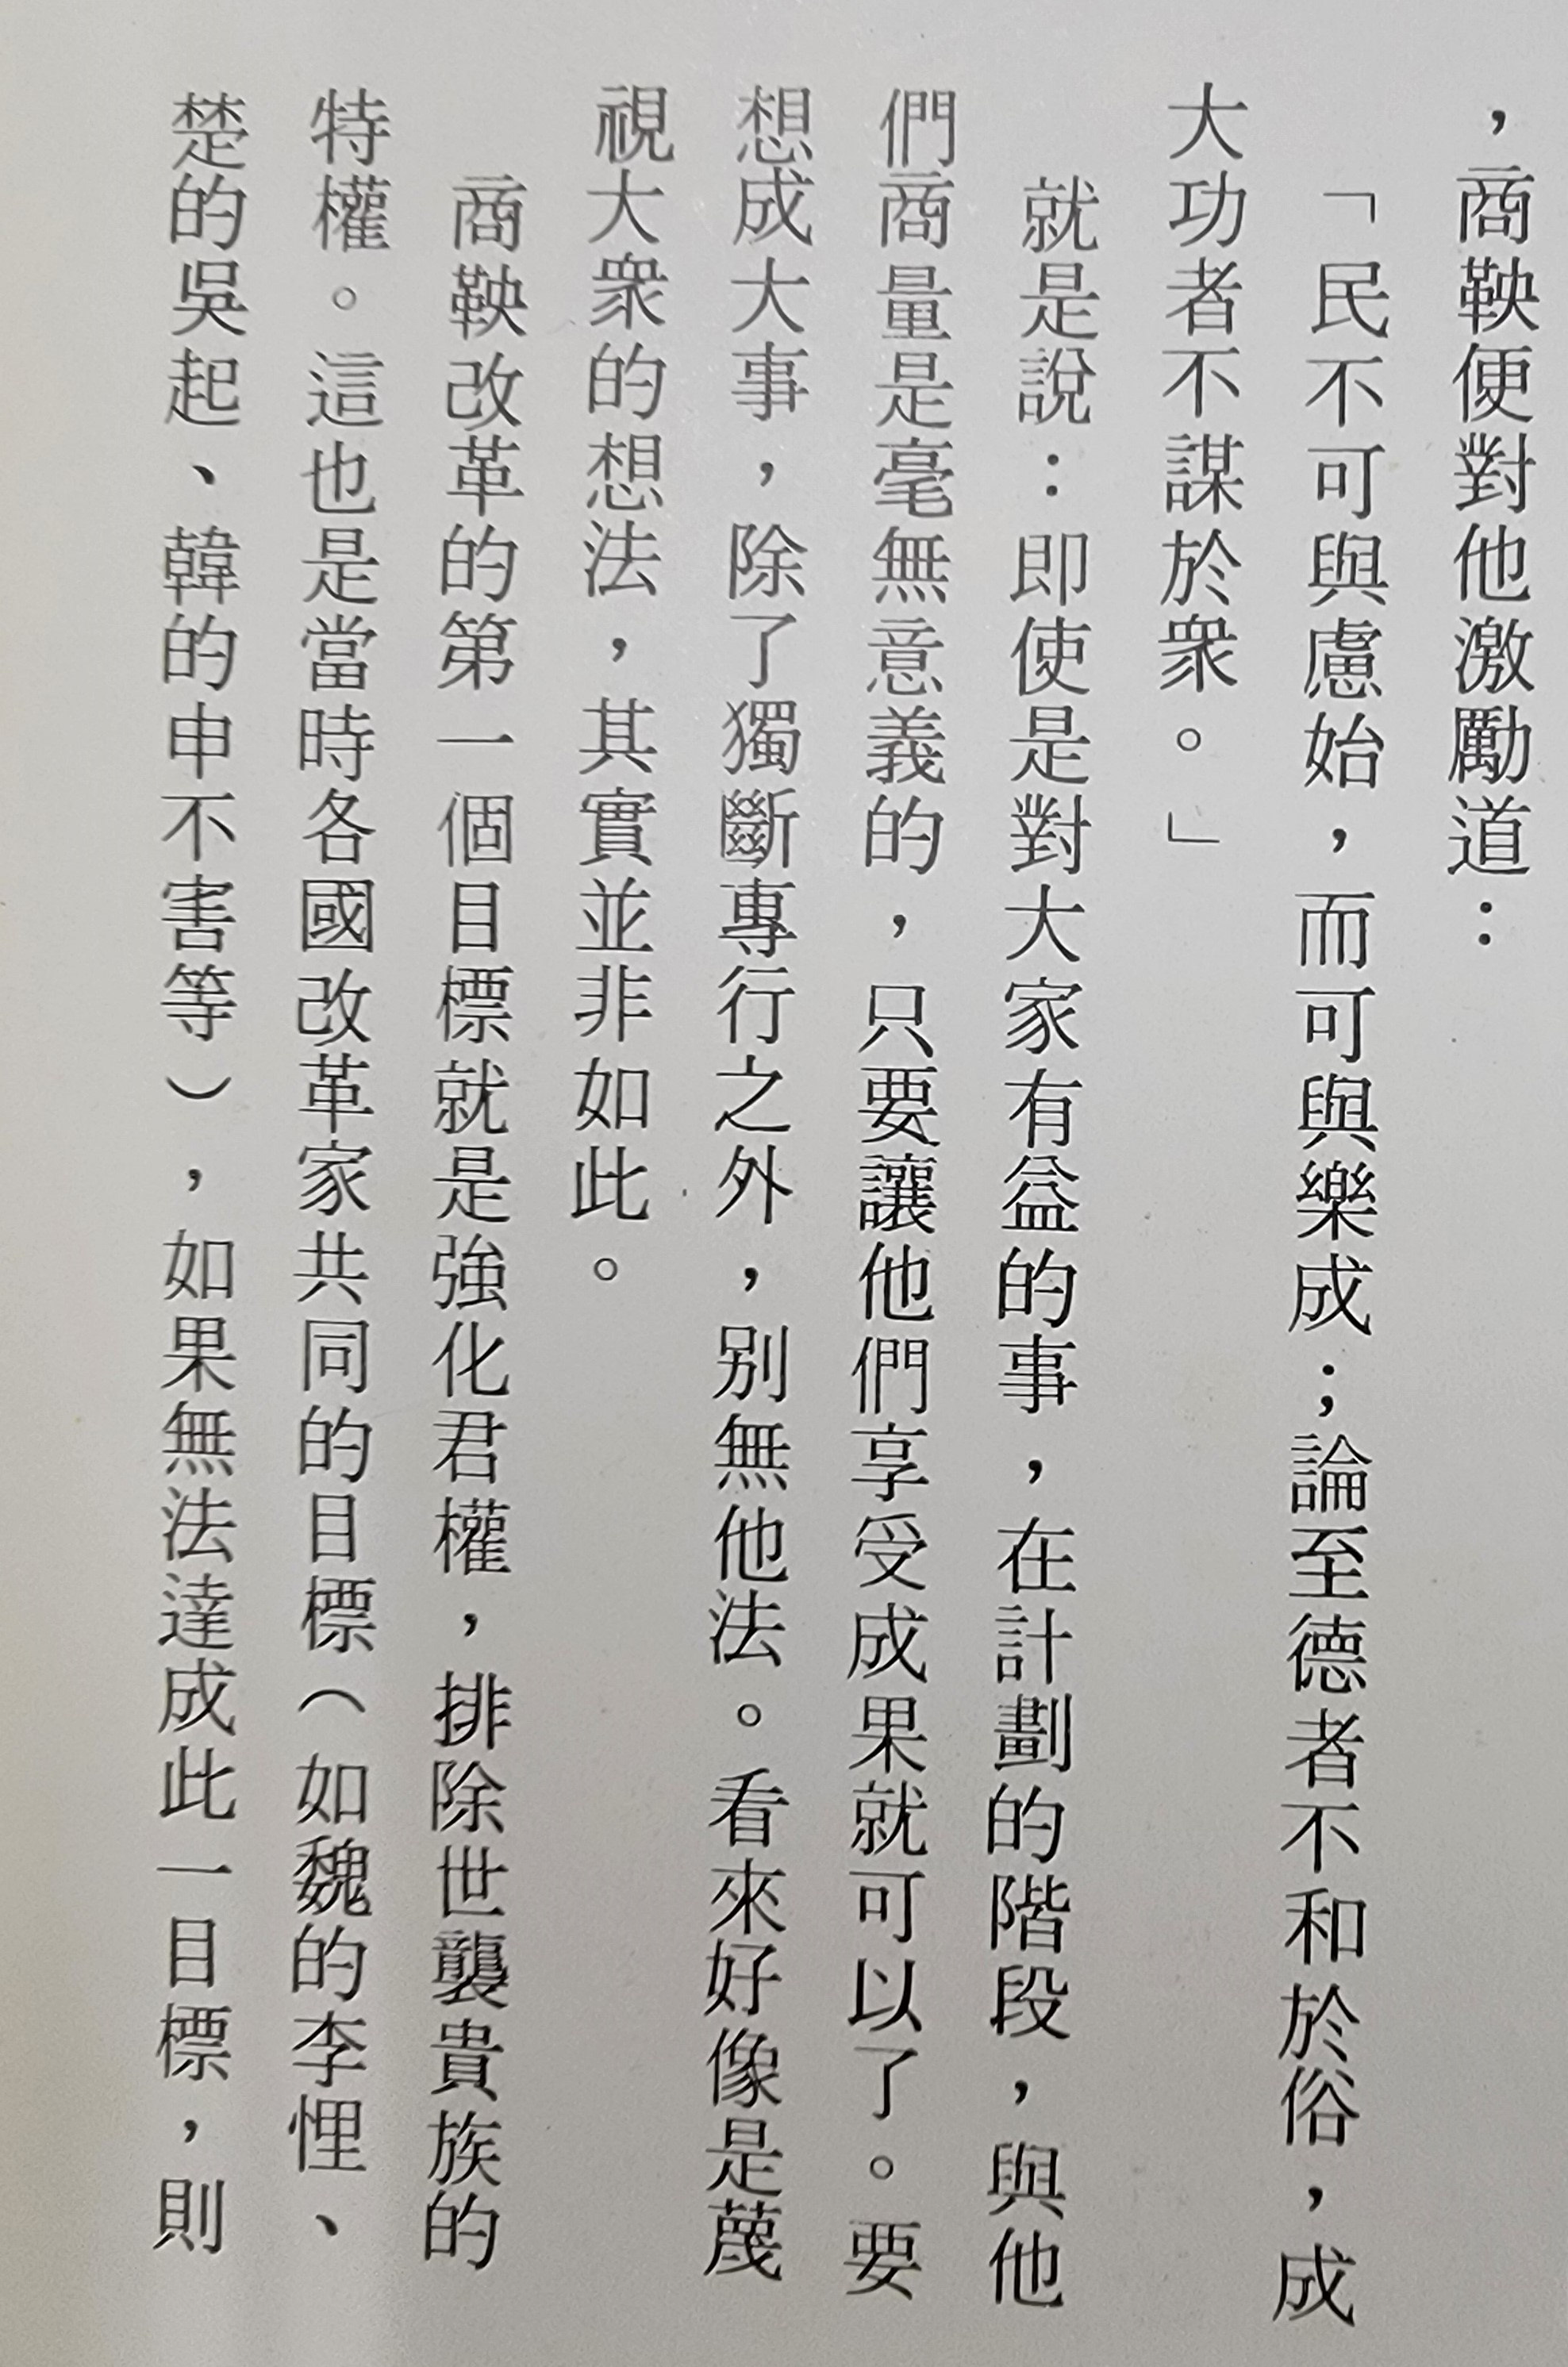 ，商鞅便對他激勵道：
「民不可與慮始，而可與樂成；論至德者不和於俗，成
大功者不謀於衆。」
就是說：即使是對大家有益的事，在計劃的階段，與他
們商量是毫無意義的，只要讓他們享受成果就可以了。要
想成大事，除了獨斷專行之外，別無他法。看來好像是蔑
視大衆的想法，其實並非如此。
商鞅改革的第一個目標就是強化君權，排除世襲貴族的
特權。這也是當時各國改革家共同的目標（如魏的李悝、
楚的吳起、韓的申不害等），如果無法達成此一目標，則